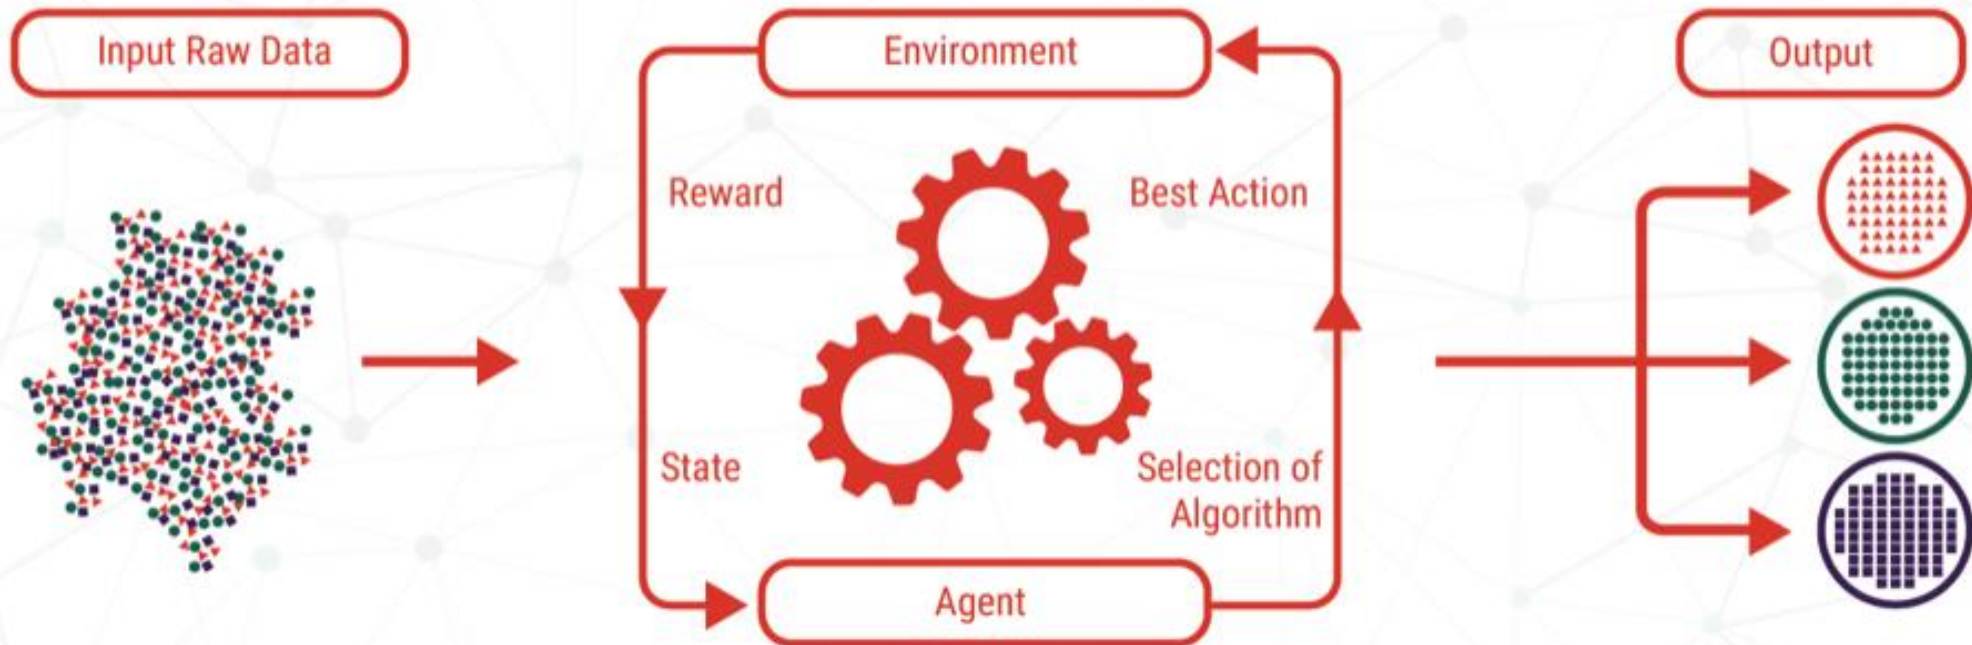 Input Raw Data
Environment
Output
Reward
Best Action
State
Selection of
Algorithm
Agent